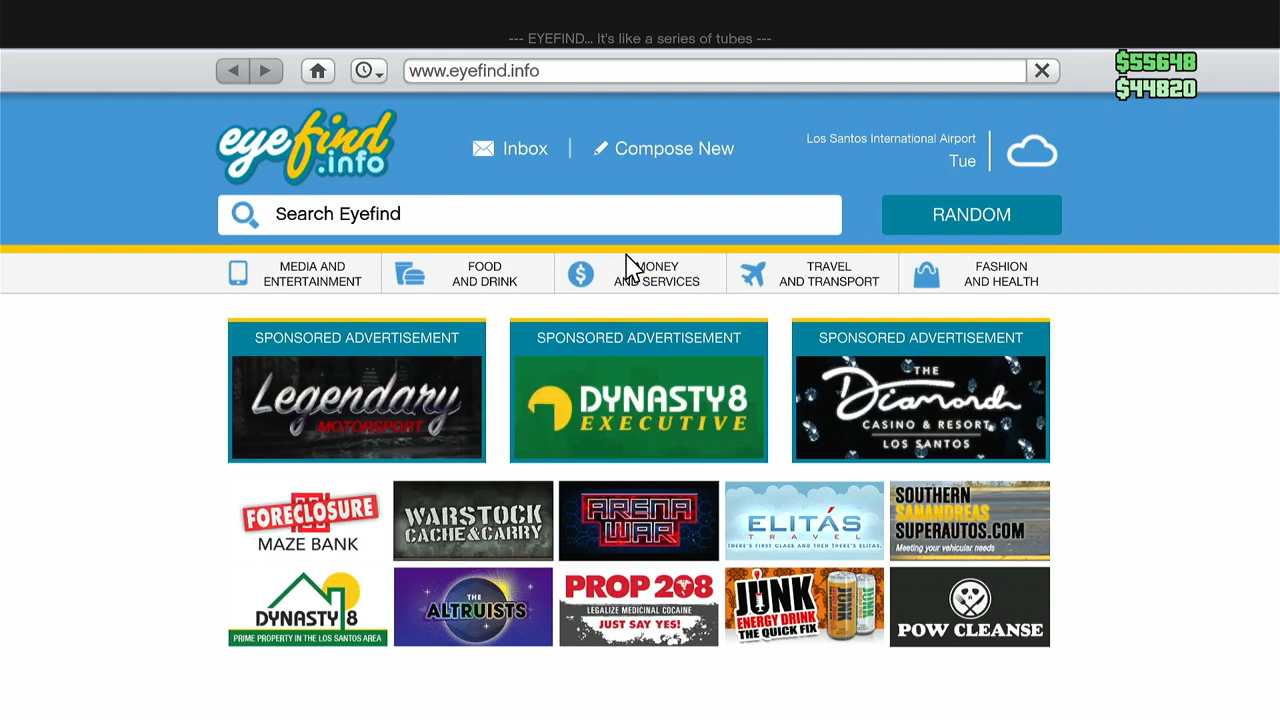 --- EYEFIND... It's like a series of tubes ---
www.eyefind.info
$55648
$44820
eyefind
.info
Inbox
Compose New
Los Santos International Airport
Tue
Search Eyefind
RANDOM
MEDIA AND
ENTERTAINMENT
FOOD
AND DRINK
MONEY
AND SERVICES
TRAVEL
AND TRANSPORT
FASHION
AND HEALTH
SPONSORED ADVERTISEMENT
Legendary
MOTORSPORT
SPONSORED ADVERTISEMENT
DYNASTY 8
EXECUTIVE
SPONSORED ADVERTISEMENT
THE
Diamond
CASINO & RESORT
LOS SANTOS
FORECLOSURE
MAZE BANK
WARSTOCK
CACHE & CARRY
ARENA
WAR
ELITÁS
TRAVEL
THERE'S FIRST CLASS AND THEN THERE'S ELITAS.
SOUTHERN
SANANDREAS
SUPERAUTOS.COM
Meeting your vehicular needs
DYNASTY 8
PRIME PROPERTY IN THE LOS SANTOS AREA
THE
ALTRUISTS
PROP 208
LEGALIZE MEDICINAL COCAINE
JUST SAY YES!
JUNK
ENERGY DRINK
THE QUICK FIX
JUNK
JUNK
POW CLEANSE